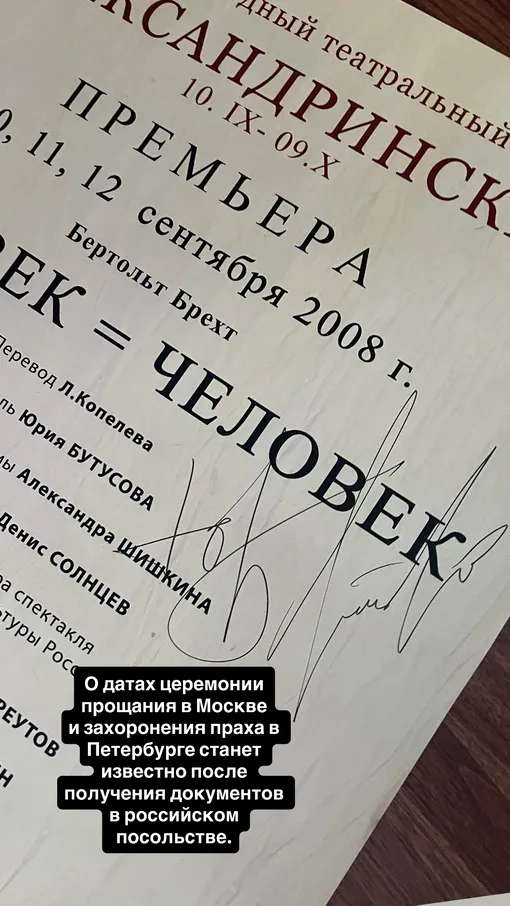 дный театральный
КСАНДРИНСК
10. IX- 09.X
ПРЕМЬЕРА
0, 11, 12 сентября 2008 г.
Бертольт Брехт
ЕК = ЧЕЛОВЕК
Перевод Л.Копелева
ль Юрия БУТУСОВА
мы Александра ШИШКИНА
Денис СОЛНЦЕВ
ра спектакля
туры Росс
РЕУТОВ
Н
О датах церемонии
прощания в Москве
и захоронения праха в
Петербурге станет
известно после
получения документов
в российском
посольстве.